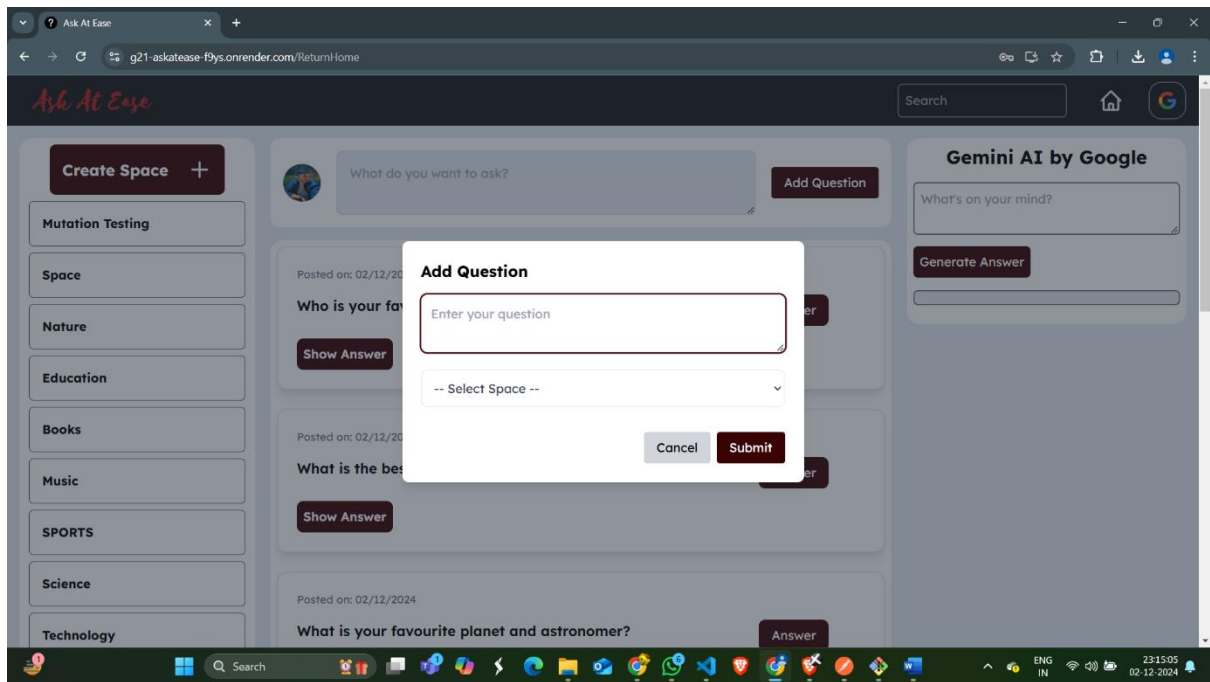 Ask At Ease
g21-askatease-f9ys.onrender.com/ReturnHome
Ask At Ease
Search
Create Space +
Mutation Testing
Space
Nature
Education
Books
Music
SPORTS
Science
Technology
What do you want to ask?
Add Question
Posted on: 02/12/20
Who is your fav
er
Show Answer
Posted on: 02/12/20
What is the bes
er
Show Answer
Posted on: 02/12/2024
What is your favourite planet and astronomer?
Answer
Add Question
Enter your question
-- Select Space --
Cancel
Submit
Gemini AI by Google
What's on your mind?
Generate Answer
Search
ENG
IN
23:15:05
02-12-2024